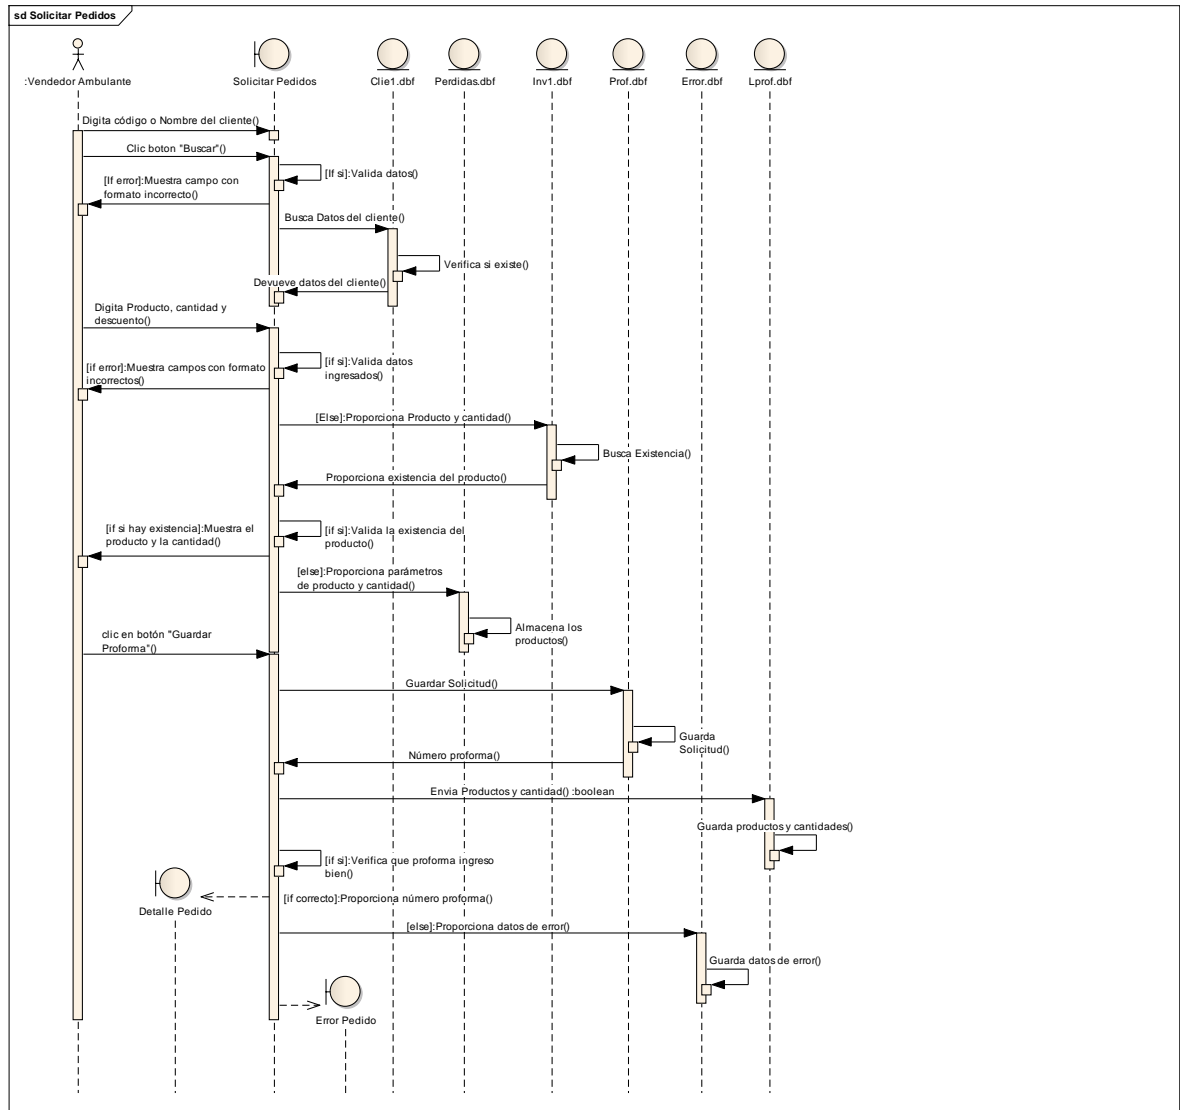 sd Solicitar Pedidos
:Vendedor Ambulante
Solicitar Pedidos
Clie1.dbf
Perdidas.dbf
Inv1.dbf
Prof.dbf
Error.dbf
Lprof.dbf
Digita código o Nombre del cliente()
Clic boton "Buscar"()
[If si]:Valida datos()
[If error]:Muestra campo con
formato incorrecto()
Busca Datos del cliente()
Verifica si existe()
Devueve datos del cliente()
Digita Producto, cantidad y
descuento()
[if si]:Valida datos
ingresados()
[if error]:Muestra campos con formato
incorrectos()
[Else]:Proporciona Producto y cantidad()
Busca Existencia()
Proporciona existencia del producto()
[if si]:Valida la existencia del
producto()
[if si hay existencia]:Muestra el
producto y la cantidad()
[else]:Proporciona parámetros
de producto y cantidad()
Almacena los
productos()
clic en botón "Guardar
Proforma"()
Guardar Solicitud()
Guarda
Solicitud()
Número proforma()
Envia Productos y cantidad() :boolean
Guarda productos y cantidades()
[if si]:Verifica que proforma ingreso
bien()
[if correcto]:Proporciona número proforma()
Detalle Pedido
[else]:Proporciona datos de error()
Guarda datos de error()
Error Pedido